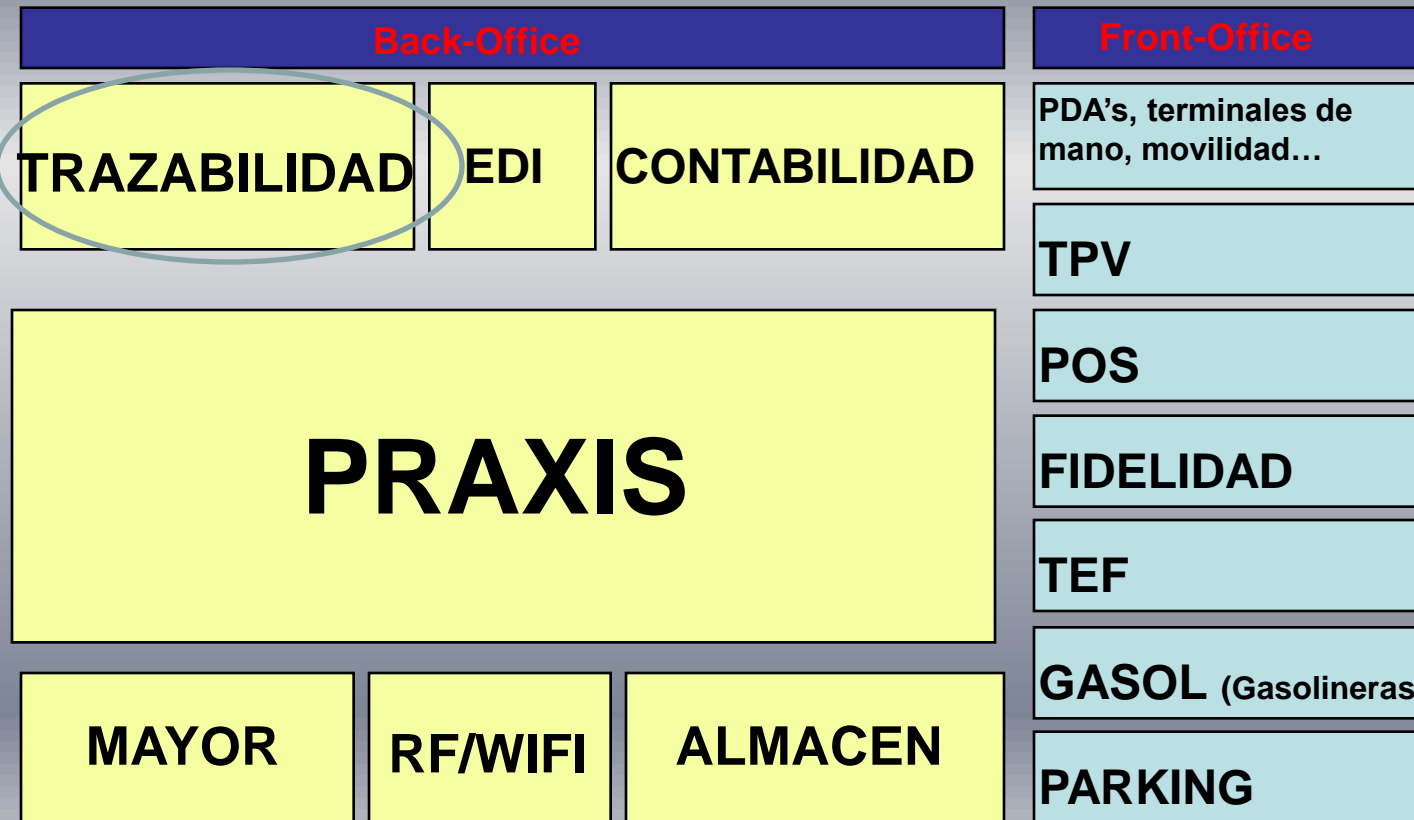 Back-Office
TRAZABILIDAD
EDI
CONTABILIDAD
PRAXIS
MAYOR
RF/WIFI
ALMACEN
Front-Office
PDA’s, terminales de
mano, movilidad…
TPV
POS
FIDELIDAD
TEF
GASOL (Gasolineras
PARKING